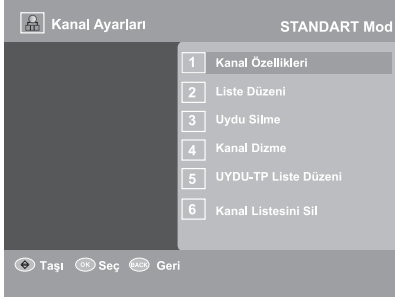 Kanal Ayarları
STANDART Mod
1 Kanal Özellikleri
2 Liste Düzeni
3 Uydu Silme
4 Kanal Dizme
5 UYDU-TP Liste Düzeni
6 Kanal Listesini Sil
Taşı OK Seç BACK Geri